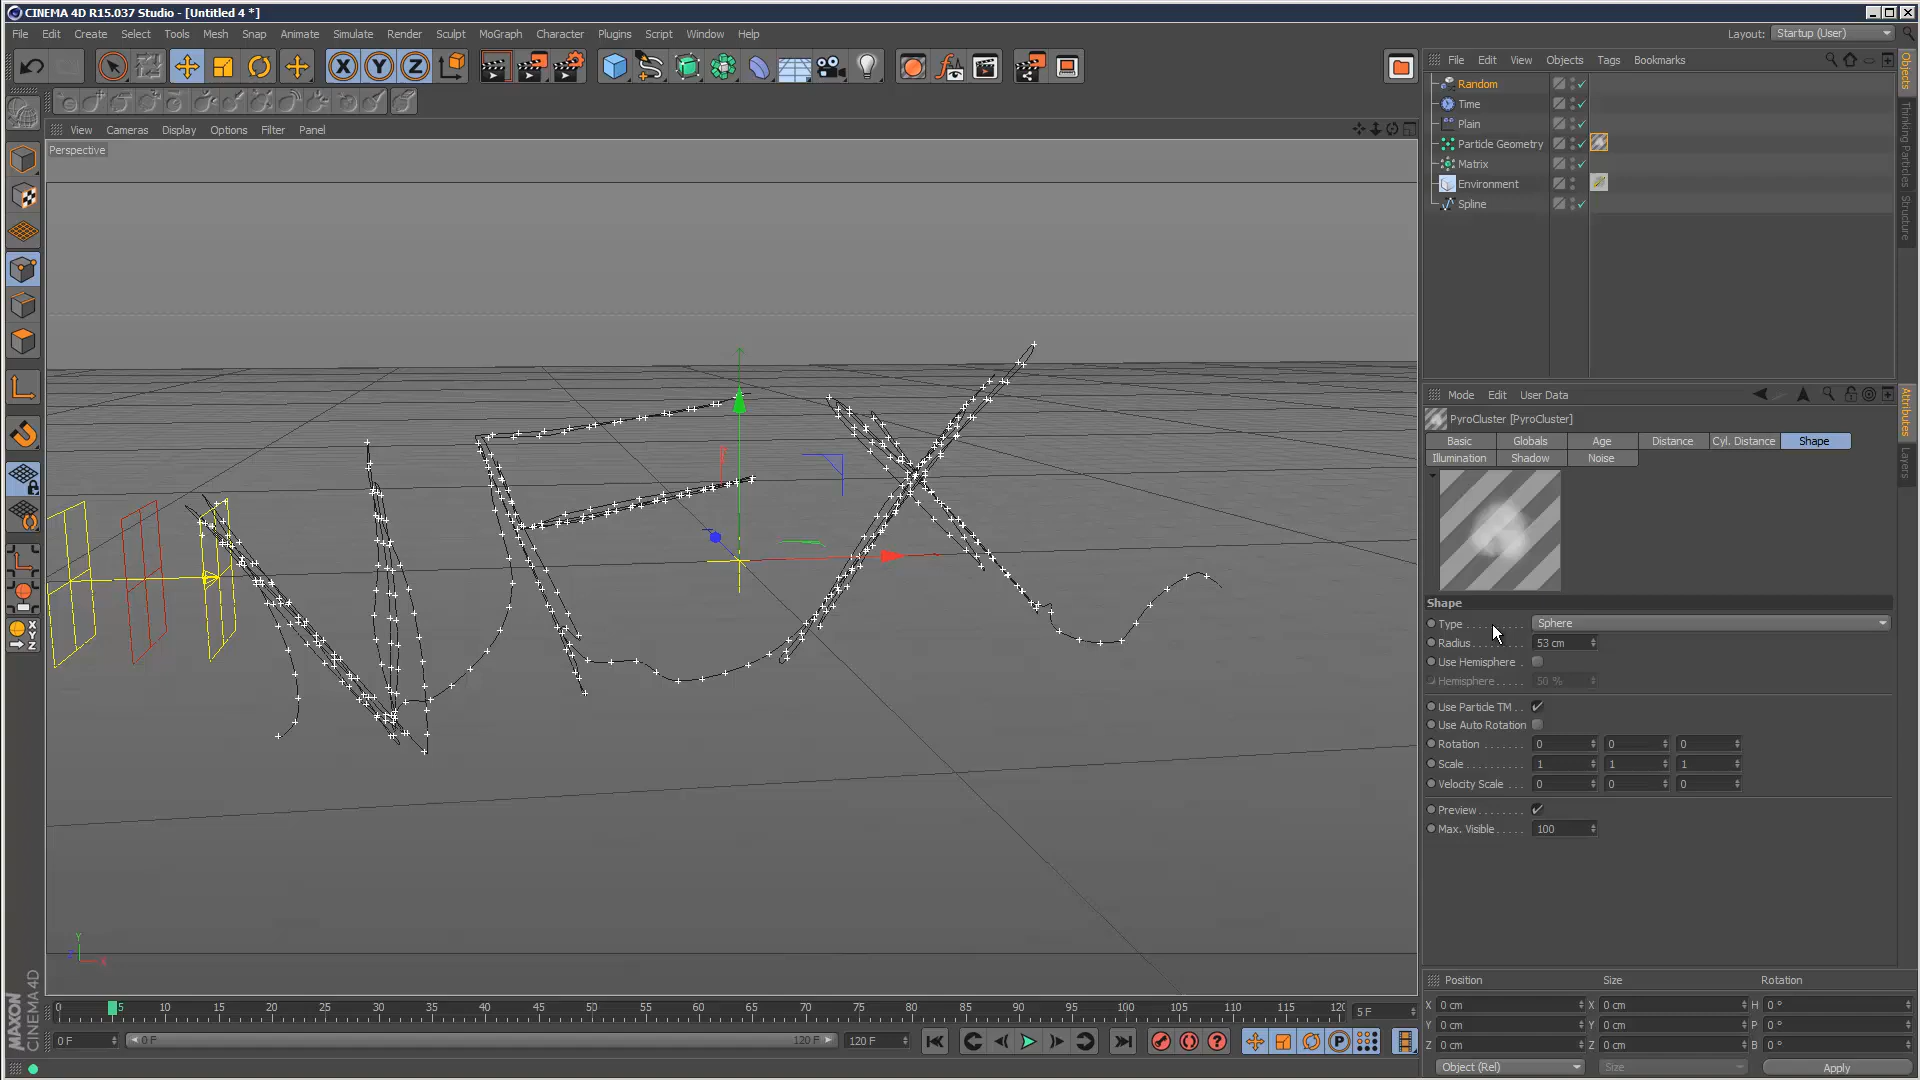 CINEMA 4D R15.037 Studio - [Untitled 4 *]
File Edit Create Select Tools Mesh Snap Animate Simulate Render Sculpt MoGraph Character Plugins Script Window Help
Layout: Startup (User)
File Edit View Objects Tags Bookmarks
Random
Time
Plain
Particle Geometry
Matrix
Environment
Spline
Objects
Thinking Particles
Structure
View Cameras Display Options Filter Panel
Perspective
Mode Edit User Data
Attributes
Layers
PyroCluster [PyroCluster]
Basic Globals Age Distance Cyl. Distance Shape
Illumination Shadow Noise
Shape
Type Sphere
Radius 53 cm
Use Hemisphere
Hemisphere 50 %
Use Particle TM
Use Auto Rotation
Rotation 0 0 0
Scale 1 1 1
Velocity Scale 0 0 0
Preview
Max. Visible 100
Y
X
0 5 10 15 20 25 30 35 40 45 50 55 60 65 70 75 80 85 90 95 100 105 110 115 120 5 F
0 F 0 F 120 F 120 F
Position Size Rotation
X 0 cm X 0 cm H 0 °
Y 0 cm Y 0 cm P 0 °
Z 0 cm Z 0 cm B 0 °
Object (Rel) Size Apply
MAXON
CINEMA 4D